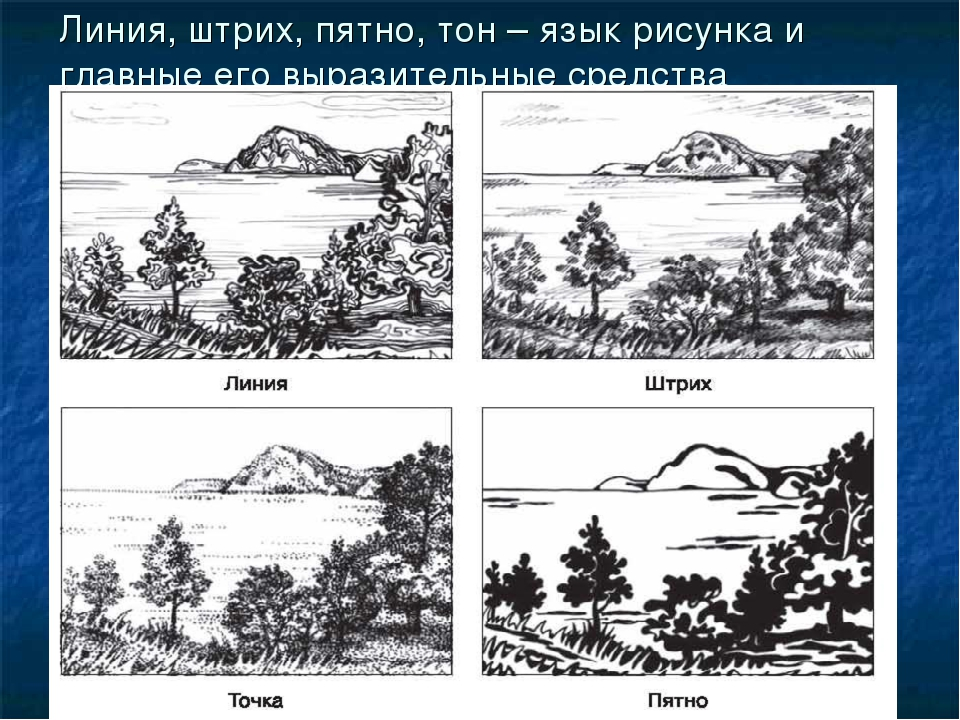 Линия, штрих, пятно, тон – язык рисунка и
главные его выразительные средства
Линия
Штрих
Точка
Пятно